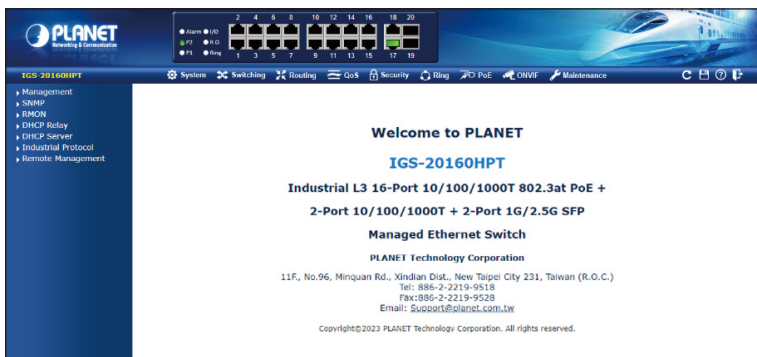 PLANET
Networking & Communication
2 4 6 8 10 12 14 16 18 20
Alarm I/O
P2 R.O.
P1 Ring
1 3 5 7 9 11 13 15 17 19
IGS-20160HPT
System Switching Routing QoS Security Ring PoE ONVIF Maintenance
Management
SNMP
RMON
DHCP Relay
DHCP Server
Industrial Protocol
Remote Management
Welcome to PLANET
IGS-20160HPT
Industrial L3 16-Port 10/100/1000T 802.3at PoE +
2-Port 10/100/1000T + 2-Port 1G/2.5G SFP
Managed Ethernet Switch
PLANET Technology Corporation
11F., No.96, Minquan Rd., Xindian Dist., New Taipei City 231, Taiwan (R.O.C.)
Tel: 886-2-2219-9518
Fax:886-2-2219-9528
Email: Support@planet.com.tw
Copyright©2023 PLANET Technology Corporation. All rights reserved.